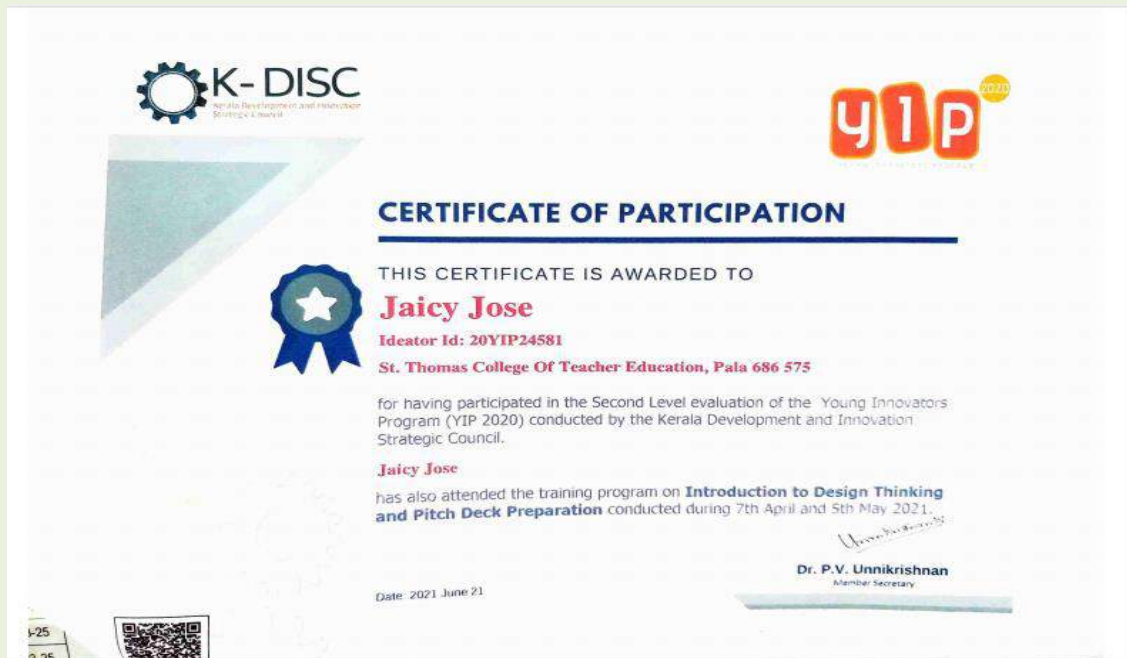 K-DISC
Kerala Development and Innovation
Strategic Council
yip
2020
CERTIFICATE OF PARTICIPATION
THIS CERTIFICATE IS AWARDED TO
Jaicy Jose
Ideator Id: 20YIP24581
St. Thomas College Of Teacher Education, Pala 686 575
for having participated in the Second Level evaluation of the Young Innovators
Program (YIP 2020) conducted by the Kerala Development and Innovation
Strategic Council.
Jaicy Jose
has also attended the training program on Introduction to Design Thinking
and Pitch Deck Preparation conducted during 7th April and 5th May 2021.
Dr. P.V. Unnikrishnan
Member Secretary
Date 2021 June 21